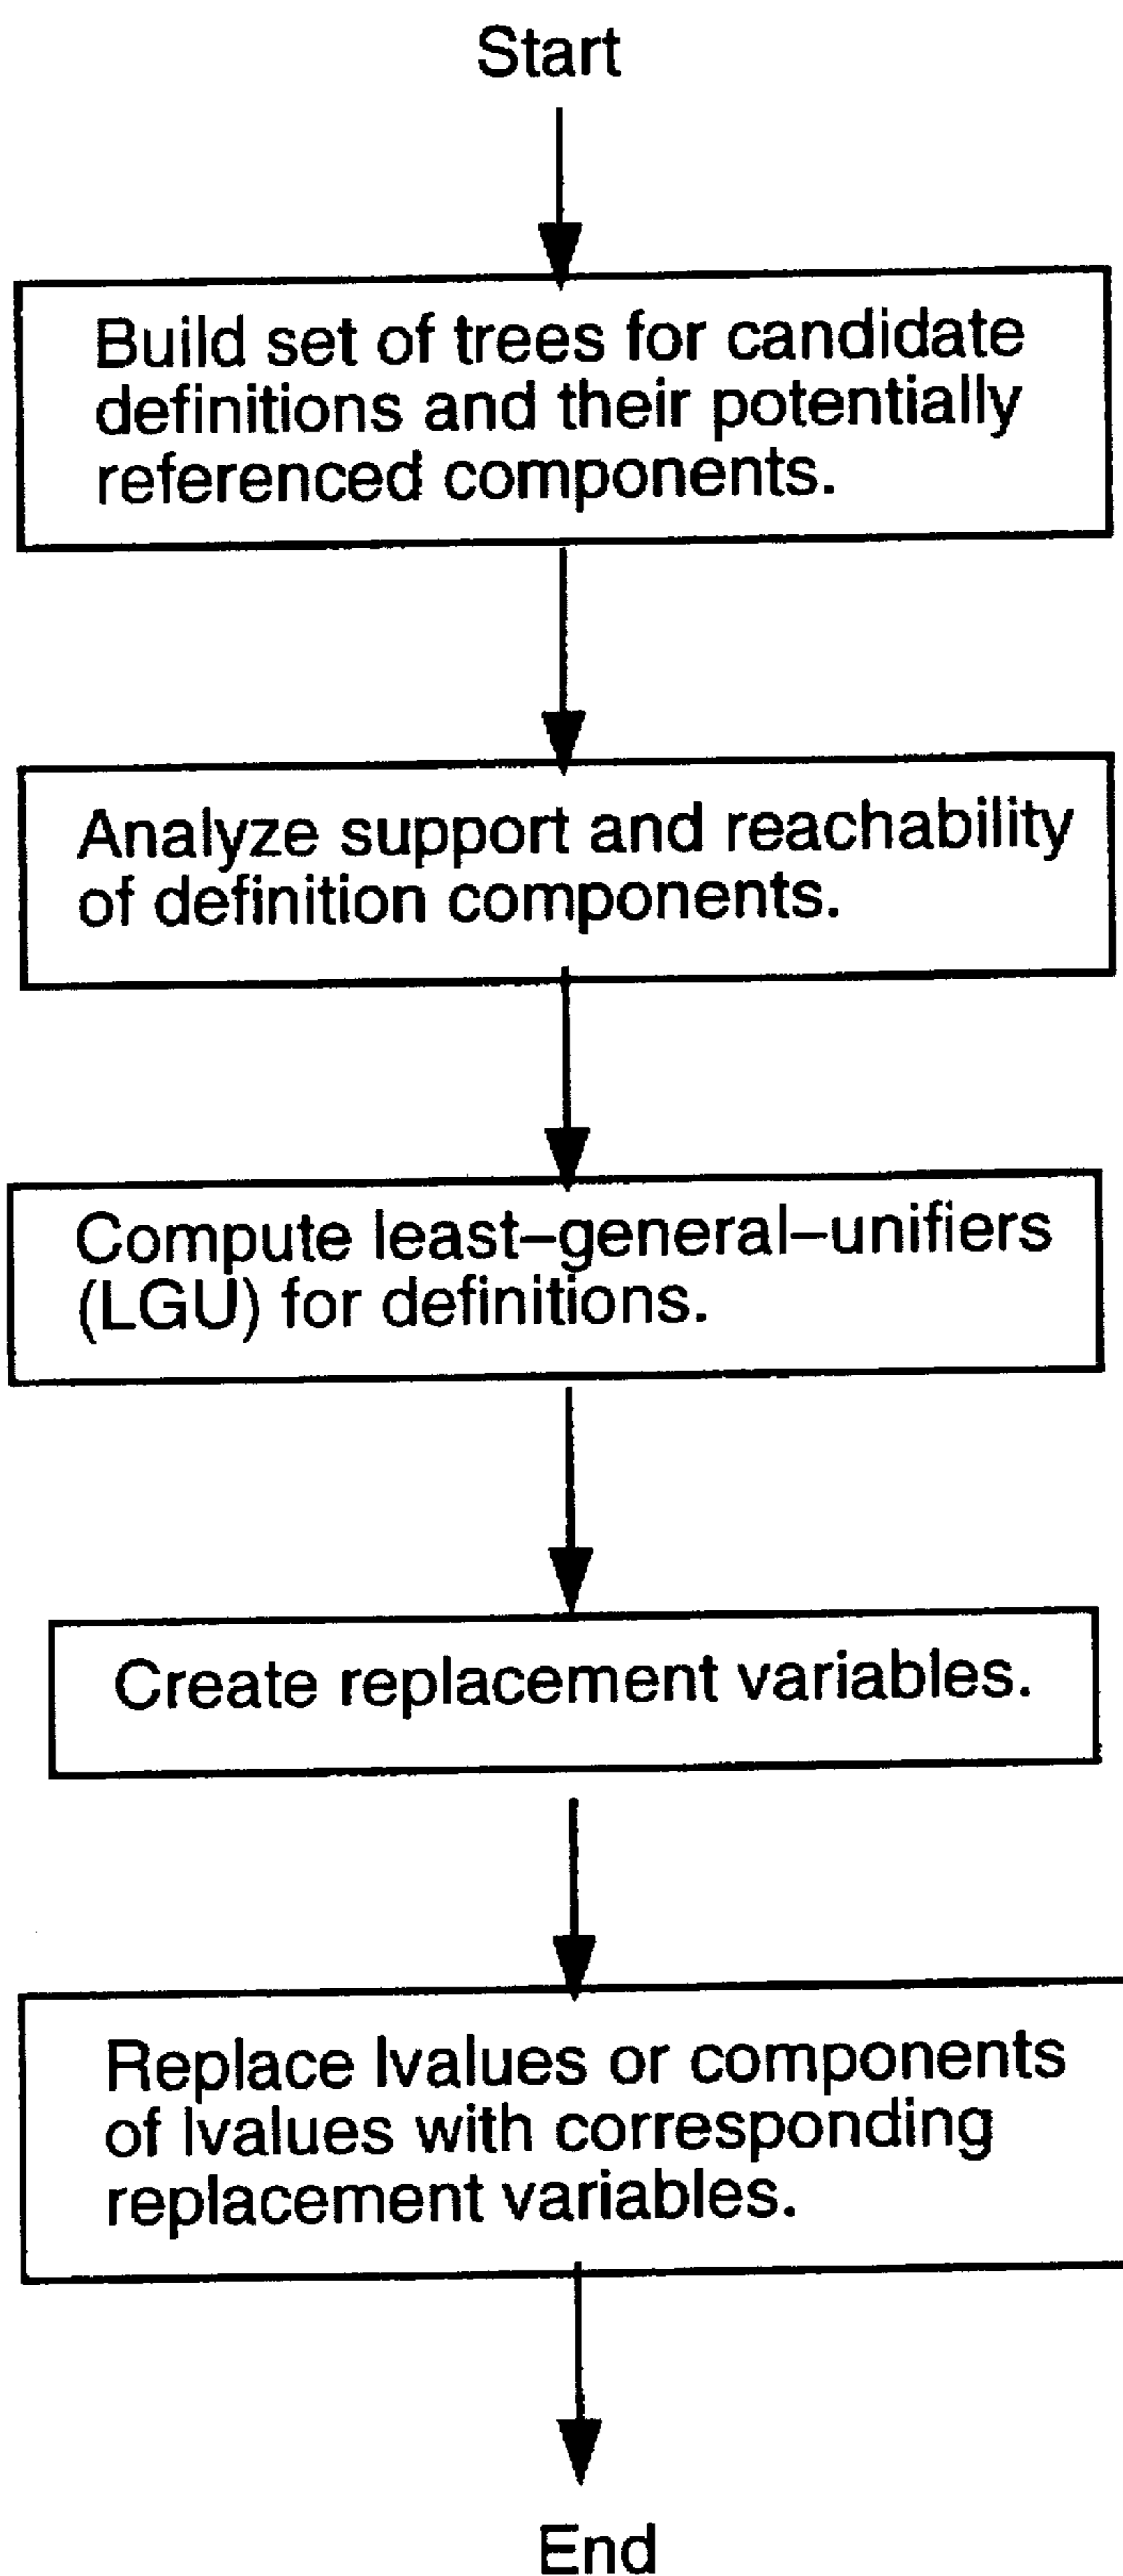 Start
Build set of trees for candidate
definitions and their potentially
referenced components.
Analyze support and reachability
of definition components.
Compute least–general–unifiers
(LGU) for definitions.
Create replacement variables.
Replace lvalues or components
of lvalues with corresponding
replacement variables.
End